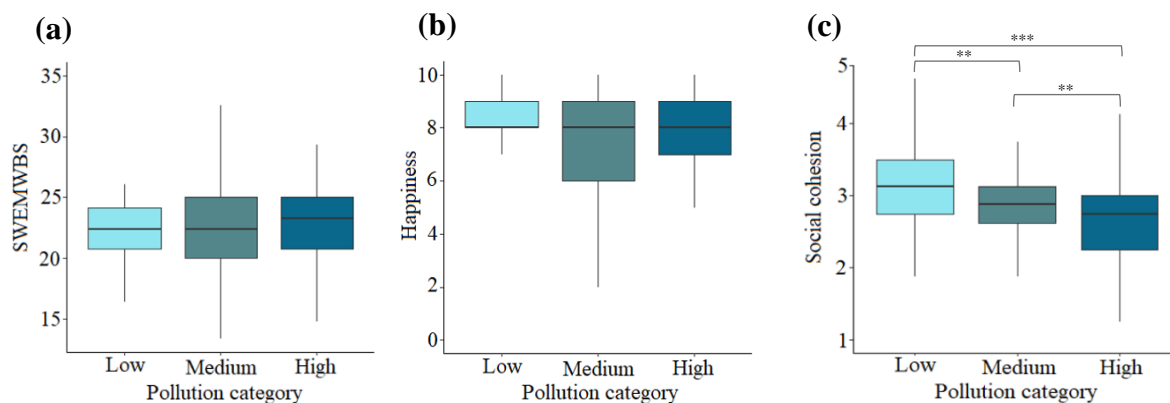 (a)
SWEMWBS
35
30
25
20
15
Low Medium High
Pollution category
(b)
Happiness
10
8
6
4
2
0
Low Medium High
Pollution category
(c)
***
**
**
Social cohesion
5
4
3
2
1
Low Medium High
Pollution category